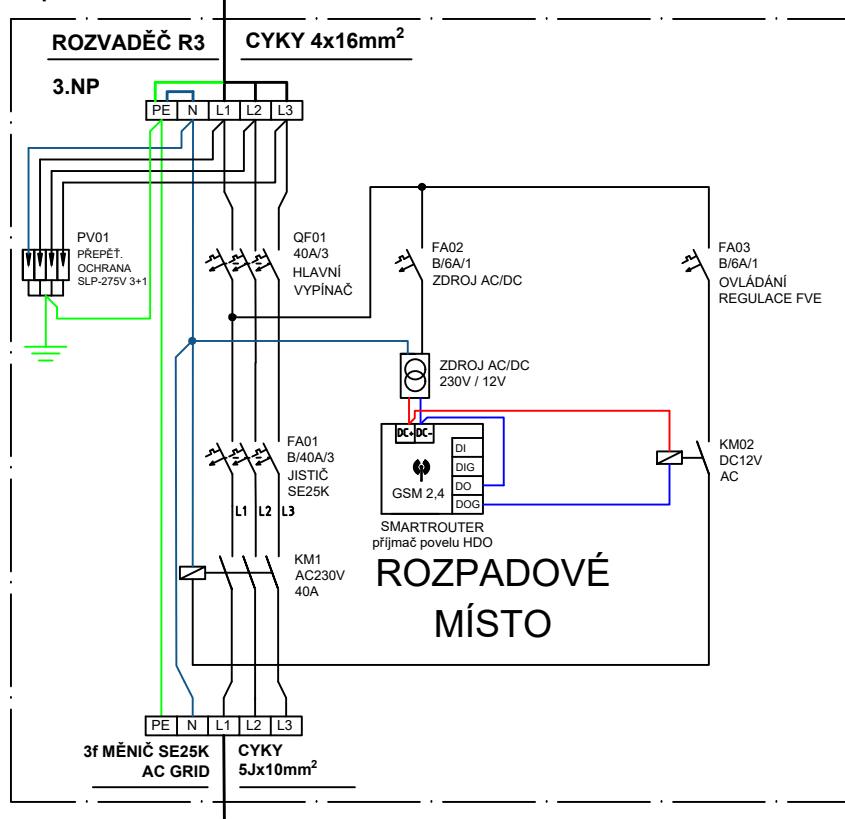 ROZVADĚČ R3
CYKY 4x16mm²
3.NP
PE N L1 L2 L3
PV01
PŘEPĚŤ.
OCHRANA
SLP-275V 3+1
QF01
40A/3
HLAVNÍ
VYPÍNAČ
FA02
B/6A/1
ZDROJ AC/DC
FA03
B/6A/1
OVLÁDÁNÍ
REGULACE FVE
ZDROJ AC/DC
230V / 12V
DC+ DC-
DI
DIG
DO
DOG
GSM 2,4
SMARTROUTER
příjmač povelu HDO
KM02
DC12V
AC
FA01
B/40A/3
JISTIČ
SE25K
L1 L2 L3
KM1
AC230V
40A
ROZPADOVÉ
MÍSTO
PE N L1 L2 L3
3f MĚNIČ SE25K
AC GRID
CYKY
5Jx10mm²